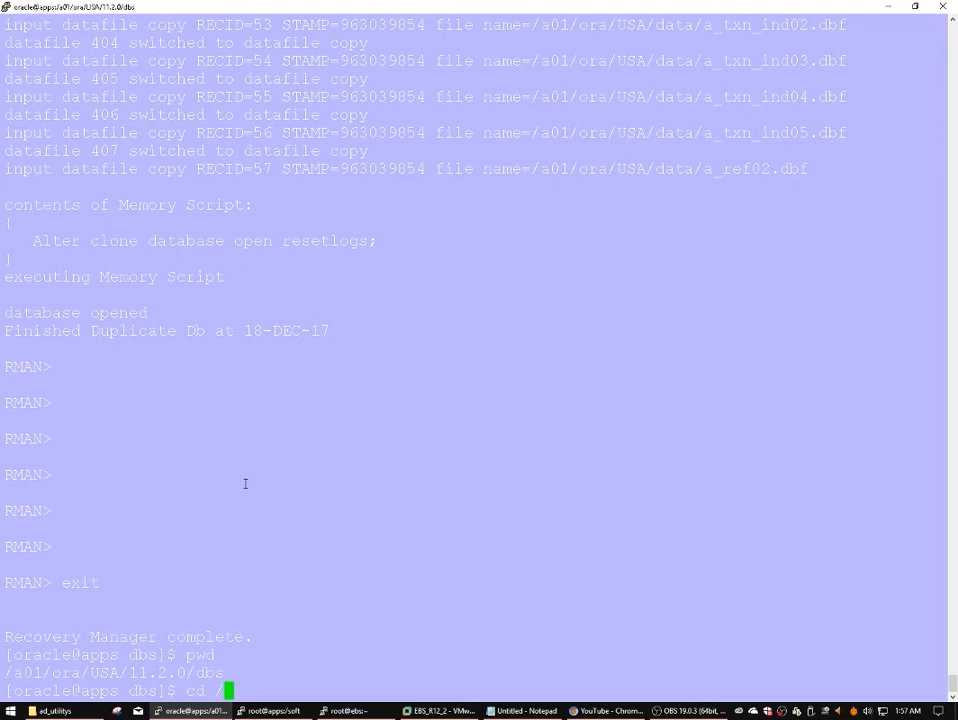 oracle@apps:/a01/ora/USA/11.2.0/dbs
input datafile copy RECID=53 STAMP=963039854 file name=/a01/ora/USA/data/a_txn_ind02.dbf
datafile 404 switched to datafile copy
input datafile copy RECID=54 STAMP=963039854 file name=/a01/ora/USA/data/a_txn_ind03.dbf
datafile 405 switched to datafile copy
input datafile copy RECID=55 STAMP=963039854 file name=/a01/ora/USA/data/a_txn_ind04.dbf
datafile 406 switched to datafile copy
input datafile copy RECID=56 STAMP=963039854 file name=/a01/ora/USA/data/a_txn_ind05.dbf
datafile 407 switched to datafile copy
input datafile copy RECID=57 STAMP=963039854 file name=/a01/ora/USA/data/a_ref02.dbf
contents of Memory Script:
{
   Alter clone database open resetlogs;
}
executing Memory Script
database opened
Finished Duplicate Db at 18-DEC-17
RMAN>
RMAN>
RMAN>
RMAN>
RMAN>
RMAN>
RMAN> exit
Recovery Manager complete.
[oracle@apps dbs]$ pwd
/a01/ora/USA/11.2.0/dbs
[oracle@apps dbs]$ cd /
ad_utilitys
oracle@apps:/a01...
root@apps:/soft
root@ebs:~
EBS_R12_2 - VMw...
Untitled - Notepad
YouTube - Chrom...
OBS 19.0.3 (64bit, ...
1:57 AM